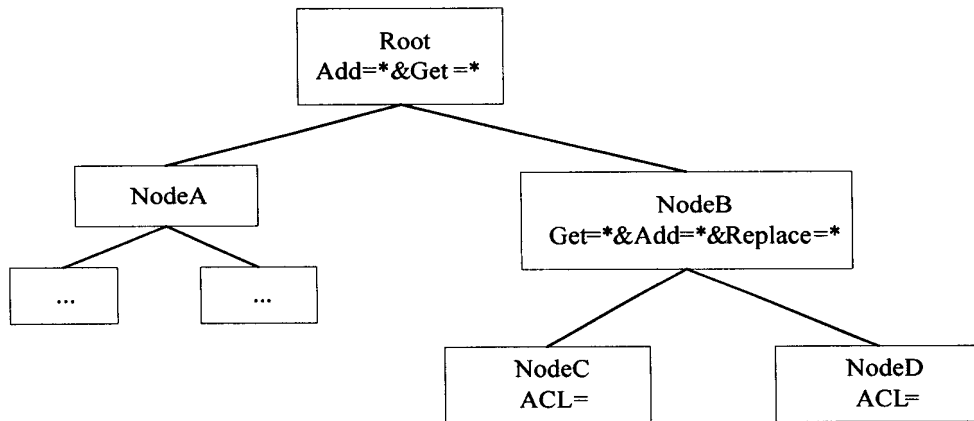 Root
Add=*&Get =*
NodeA
NodeB
Get=*&Add=*&Replace=*
...
...
NodeC
ACL=
NodeD
ACL=